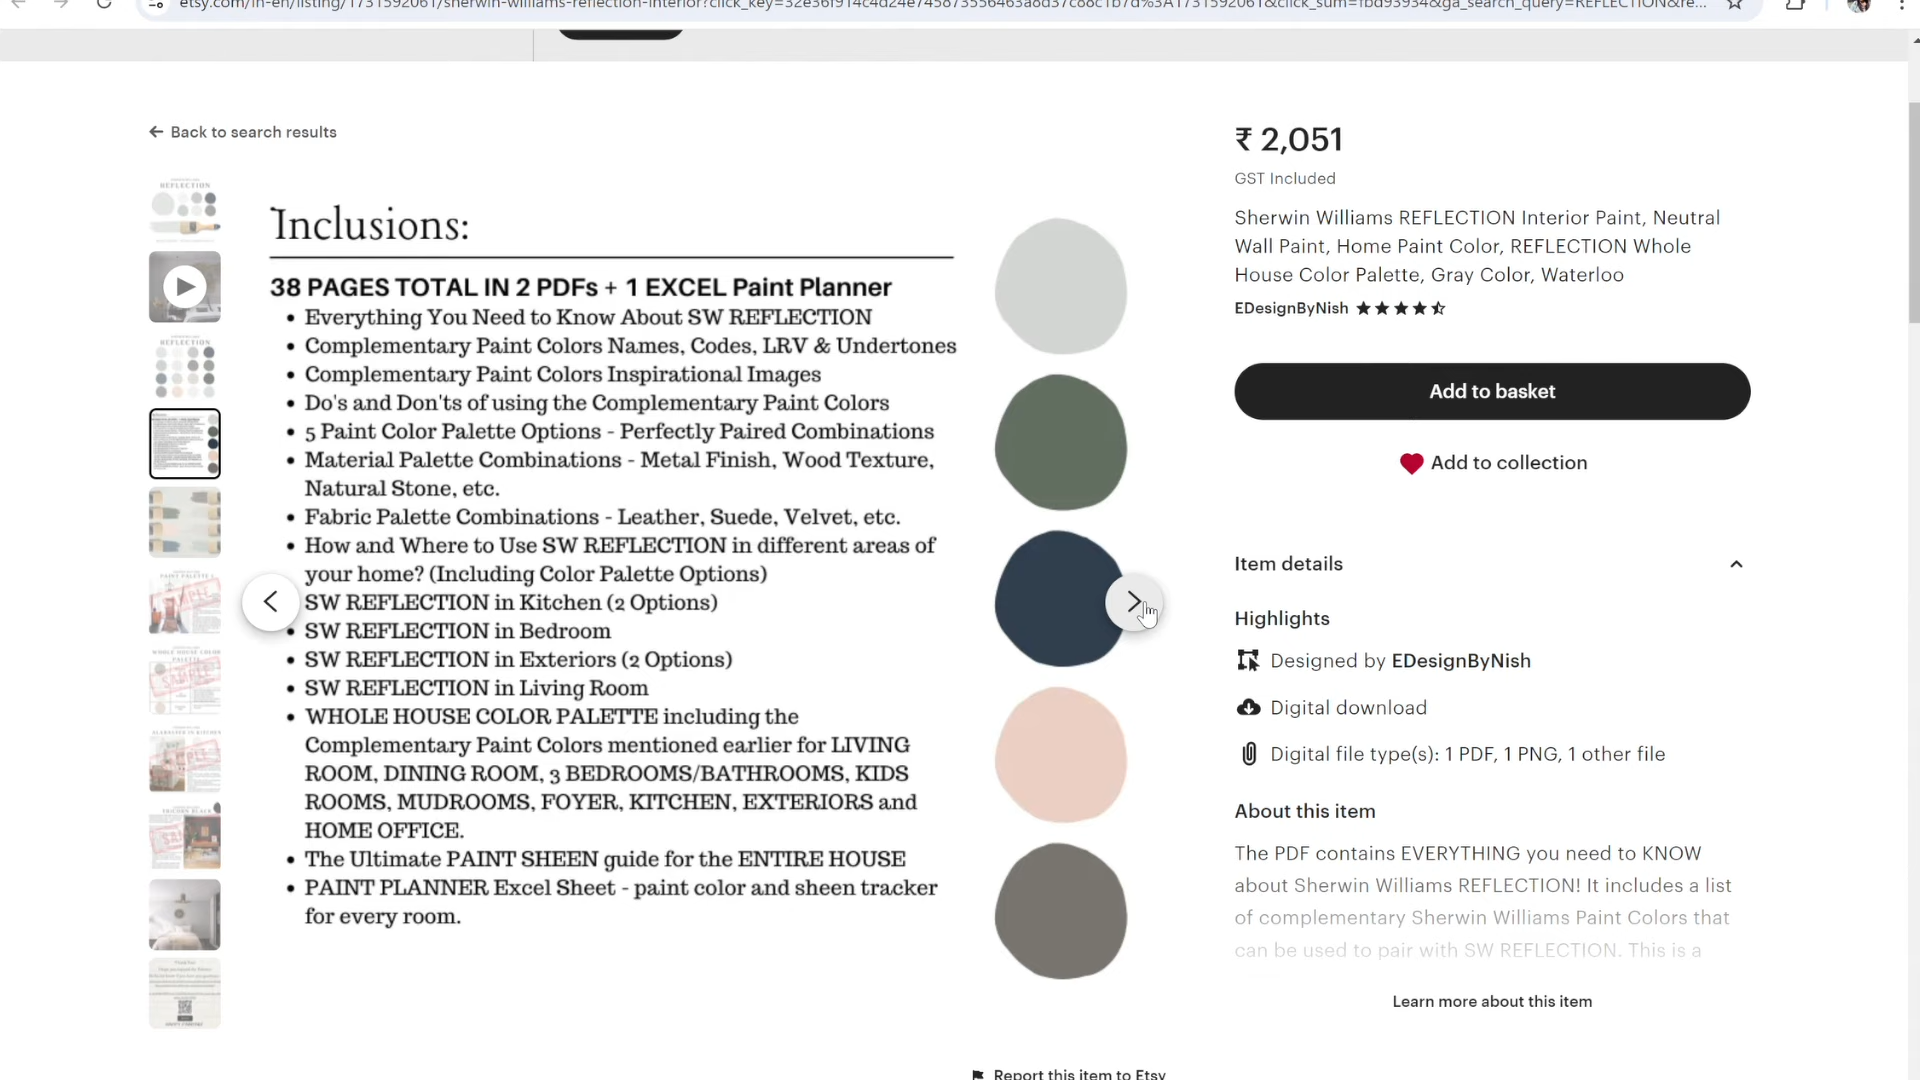 Back to search results
Inclusions:
38 PAGES TOTAL IN 2 PDFs + 1 EXCEL Paint Planner
• Everything You Need to Know About SW REFLECTION
• Complementary Paint Colors Names, Codes, LRV & Undertones
• Complementary Paint Colors Inspirational Images
• Do's and Don'ts of using the Complementary Paint Colors
• 5 Paint Color Palette Options - Perfectly Paired Combinations
• Material Palette Combinations - Metal Finish, Wood Texture,
Natural Stone, etc.
• Fabric Palette Combinations - Leather, Suede, Velvet, etc.
• How and Where to Use SW REFLECTION in different areas of
your home? (Including Color Palette Options)
SW REFLECTION in Kitchen (2 Options)
• SW REFLECTION in Bedroom
• SW REFLECTION in Exteriors (2 Options)
• SW REFLECTION in Living Room
• WHOLE HOUSE COLOR PALETTE including the
Complementary Paint Colors mentioned earlier for LIVING
ROOM, DINING ROOM, 3 BEDROOMS/BATHROOMS, KIDS
ROOMS, MUDROOMS, FOYER, KITCHEN, EXTERIORS and
HOME OFFICE.
• The Ultimate PAINT SHEEN guide for the ENTIRE HOUSE
• PAINT PLANNER Excel Sheet - paint color and sheen tracker
for every room.
₹ 2,051
GST Included
Sherwin Williams REFLECTION Interior Paint, Neutral
Wall Paint, Home Paint Color, REFLECTION Whole
House Color Palette, Gray Color, Waterloo
EDesignByNish
Add to basket
Add to collection
Item details
Highlights
Designed by EDesignByNish
Digital download
Digital file type(s): 1 PDF, 1 PNG, 1 other file
About this item
The PDF contains EVERYTHING you need to KNOW
about Sherwin Williams REFLECTION! It includes a list
of complementary Sherwin Williams Paint Colors that
can be used to pair with SW REFLECTION. This is a
Learn more about this item
Report this item to Etsy